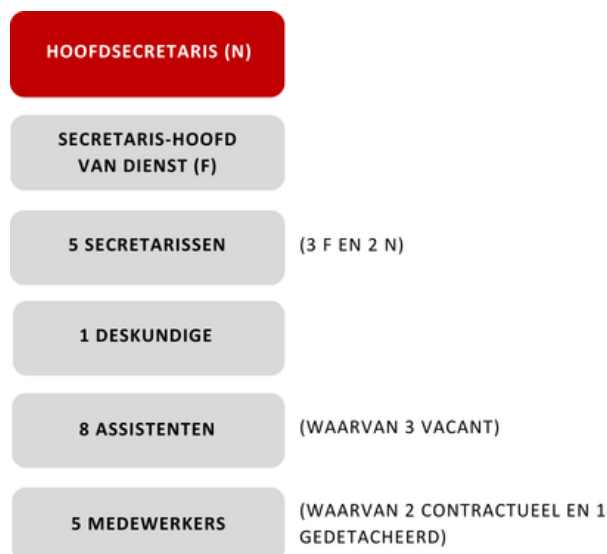 HOOFDSECRETARIS (N)
SECRETARIS-HOOFD
VAN DIENST (F)
5 SECRETARISSEN
(3 F EN 2 N)
1 DESKUNDIGE
8 ASSISTENTEN
(WAARVAN 3 VACANT)
5 MEDEWERKERS
(WAARVAN 2 CONTRACTUEEL EN 1
GEDETACHEERD)